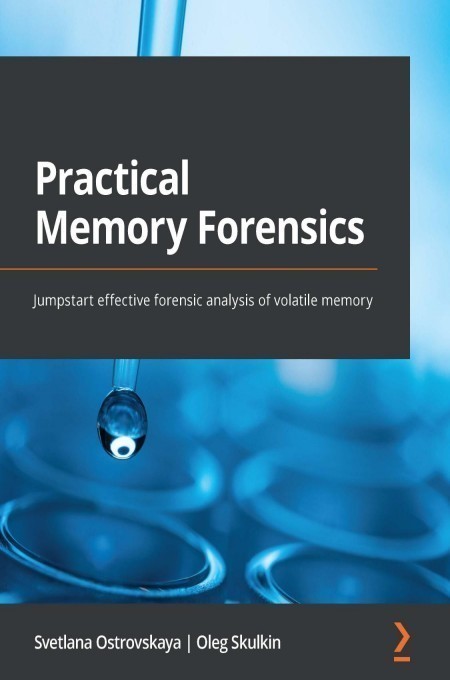 Practical
Memory Forensics
Jumpstart effective forensic analysis of volatile memory
Svetlana Ostrovskaya | Oleg Skulkin